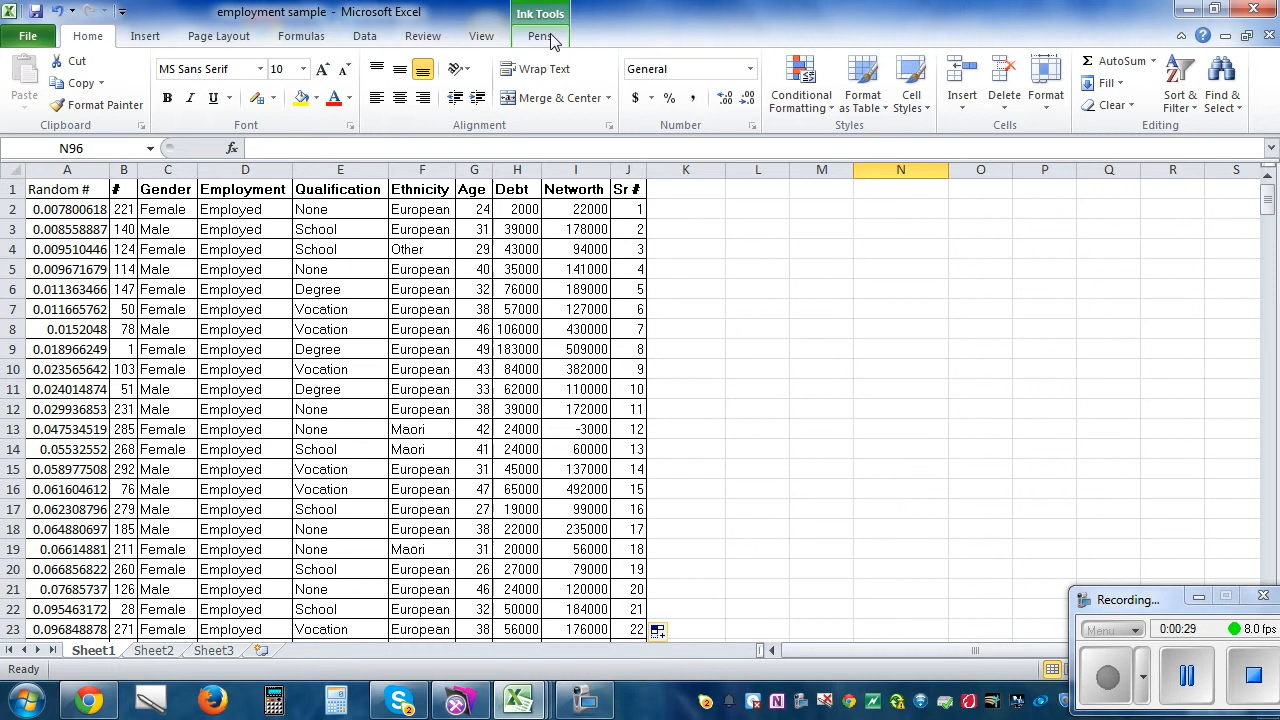 employment sample - Microsoft Excel
Ink Tools
File Home Insert Page Layout Formulas Data Review View Pens
Paste Cut Copy Format Painter Clipboard
MS Sans Serif 10 B I U Font
Wrap Text Merge & Center Alignment
General $ % , Number
Conditional Formatting Format as Table Cell Styles Styles
Insert Delete Format Cells
AutoSum Fill Clear Sort & Filter Find & Select Editing
N96 fx
A B C D E F G H I J K L M N O P Q R S
1 Random # # Gender Employment Qualification Ethnicity Age Debt Networth Sr #
2 0.007800618 221 Female Employed None European 24 2000 22000 1
3 0.008558887 140 Male Employed School European 31 39000 178000 2
4 0.009510446 124 Female Employed School Other 29 43000 94000 3
5 0.009671679 114 Male Employed None European 40 35000 141000 4
6 0.011363466 147 Female Employed Degree European 32 76000 189000 5
7 0.011665762 50 Female Employed Vocation European 38 57000 127000 6
8 0.0152048 78 Male Employed Vocation European 46 106000 430000 7
9 0.018966249 1 Female Employed Degree European 49 183000 509000 8
10 0.023565642 103 Female Employed Vocation European 43 84000 382000 9
11 0.024014874 51 Male Employed Degree European 33 62000 110000 10
12 0.029936853 231 Male Employed None European 38 39000 172000 11
13 0.047534519 285 Female Employed None Maori 42 24000 -3000 12
14 0.05532552 268 Female Employed School Maori 41 24000 60000 13
15 0.058977508 292 Male Employed Vocation European 31 45000 137000 14
16 0.061604612 76 Male Employed Vocation European 47 65000 492000 15
17 0.062308796 279 Male Employed School European 27 19000 99000 16
18 0.064880697 185 Male Employed None European 38 22000 235000 17
19 0.06614881 211 Female Employed None Maori 31 20000 56000 18
20 0.066856822 260 Female Employed School European 26 27000 79000 19
21 0.07685737 126 Male Employed None European 46 24000 120000 20
22 0.095463172 28 Female Employed School European 32 50000 184000 21
23 0.096848878 271 Female Employed Vocation European 38 56000 176000 22
Sheet1 Sheet2 Sheet3
Ready
Recording...
Menu 0:00:29 8.0 fps